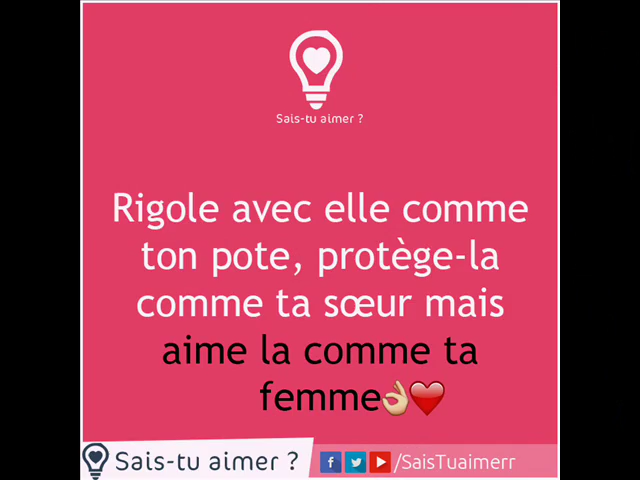 Sais-tu aimer ?
Rigole avec elle comme
ton pote, protège-la
comme ta sœur mais
aime la comme ta
femme👌❤️
Sais-tu aimer ? /SaisTuaimerr